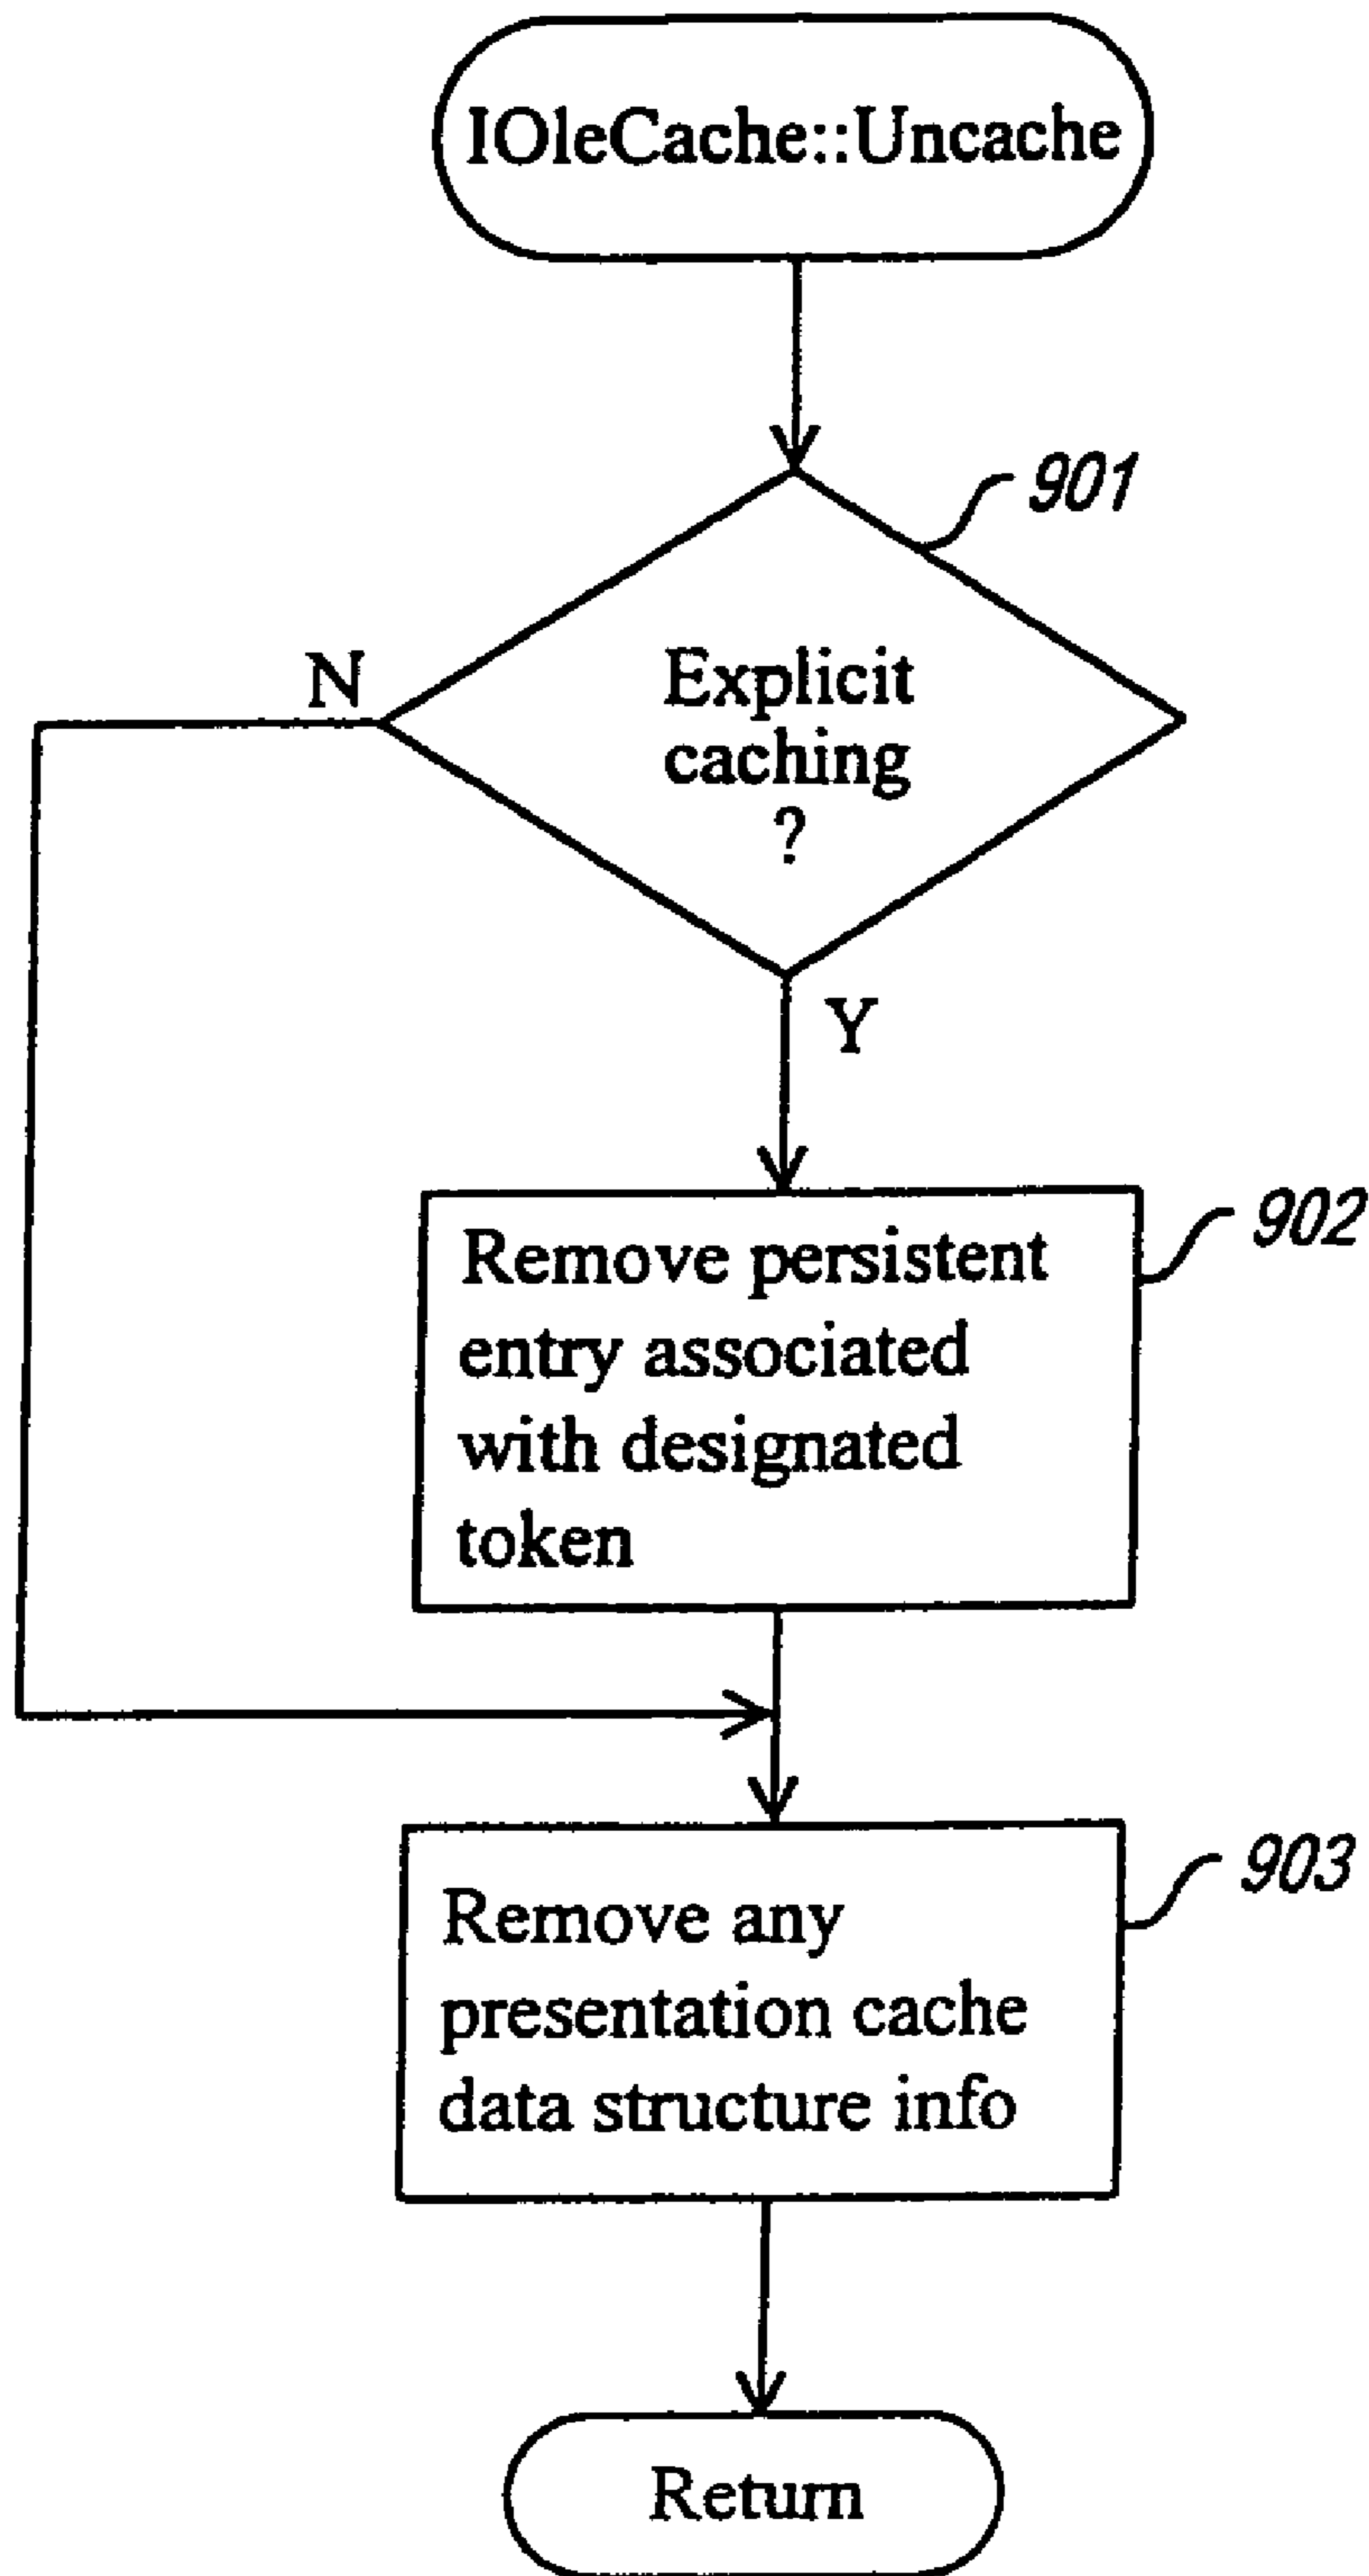 IOleCache::Uncache
901
N
Explicit
caching
?
Y
902
Remove persistent
entry associated
with designated
token
903
Remove any
presentation cache
data structure info
Return